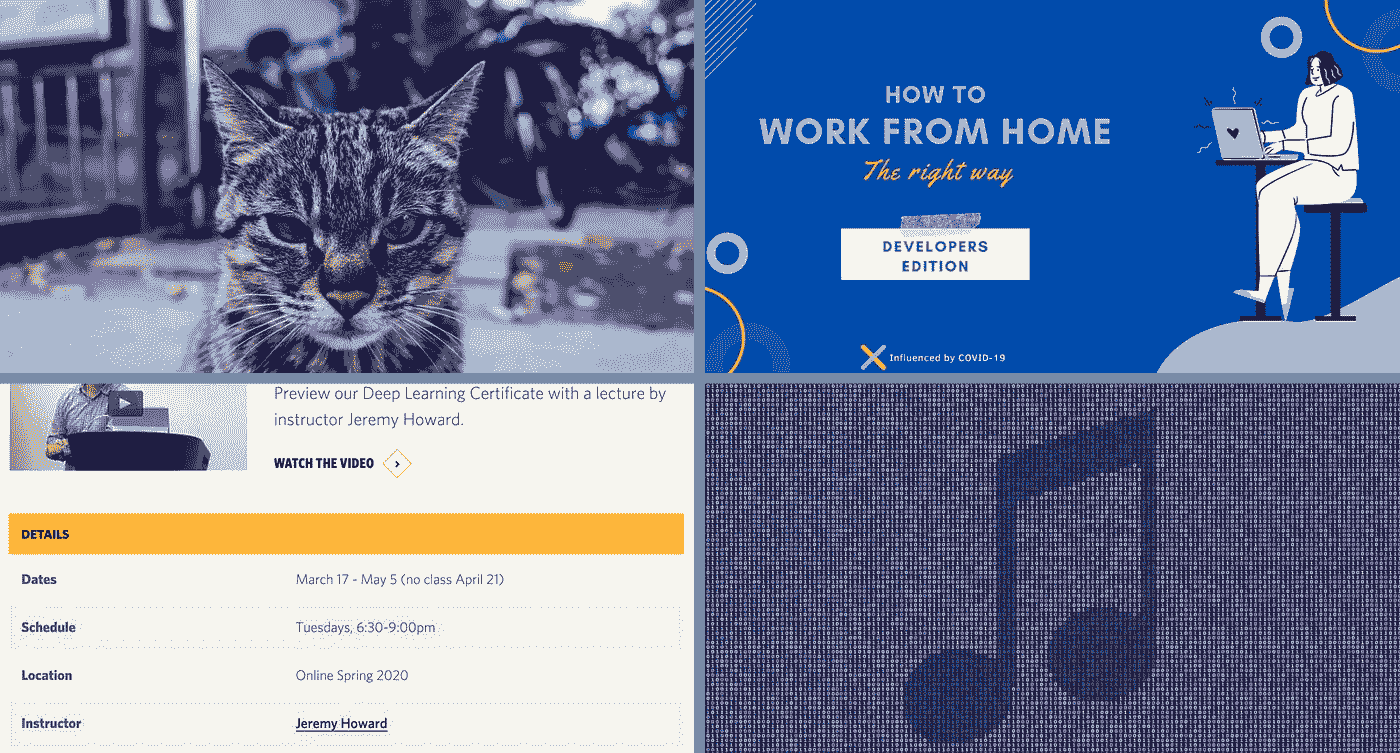 HOW TO
WORK FROM HOME
The right way
DEVELOPERS
EDITION
Influenced by COVID-19
Preview our Deep Learning Certificate with a lecture by
instructor Jeremy Howard.
WATCH THE VIDEO
DETAILS
Dates March 17 - May 5 (no class April 21)
Schedule Tuesdays, 6:30-9:00pm
Location Online Spring 2020
Instructor Jeremy Howard